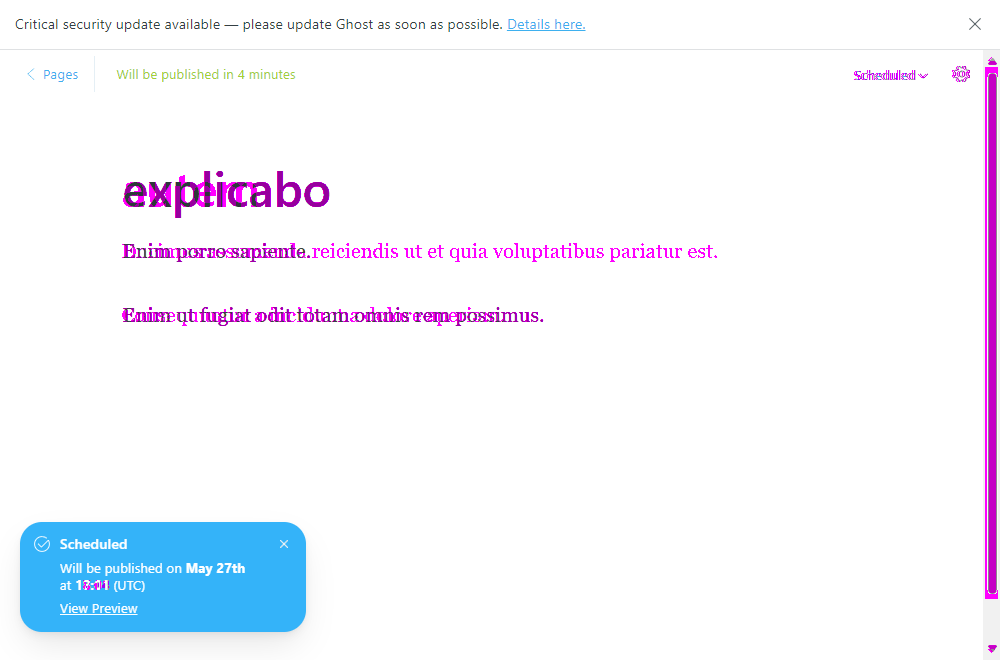 Critical security update available — please update Ghost as soon as possible. Details here.
Pages
Will be published in 4 minutes
Scheduled
explicabo
Enim porro sapiente. reiciendis ut et quia voluptatibus pariatur est.
Enim ut fugiat odit totam omnis rem possimus.
Scheduled
Will be published on May 27th
at (UTC)
View Preview